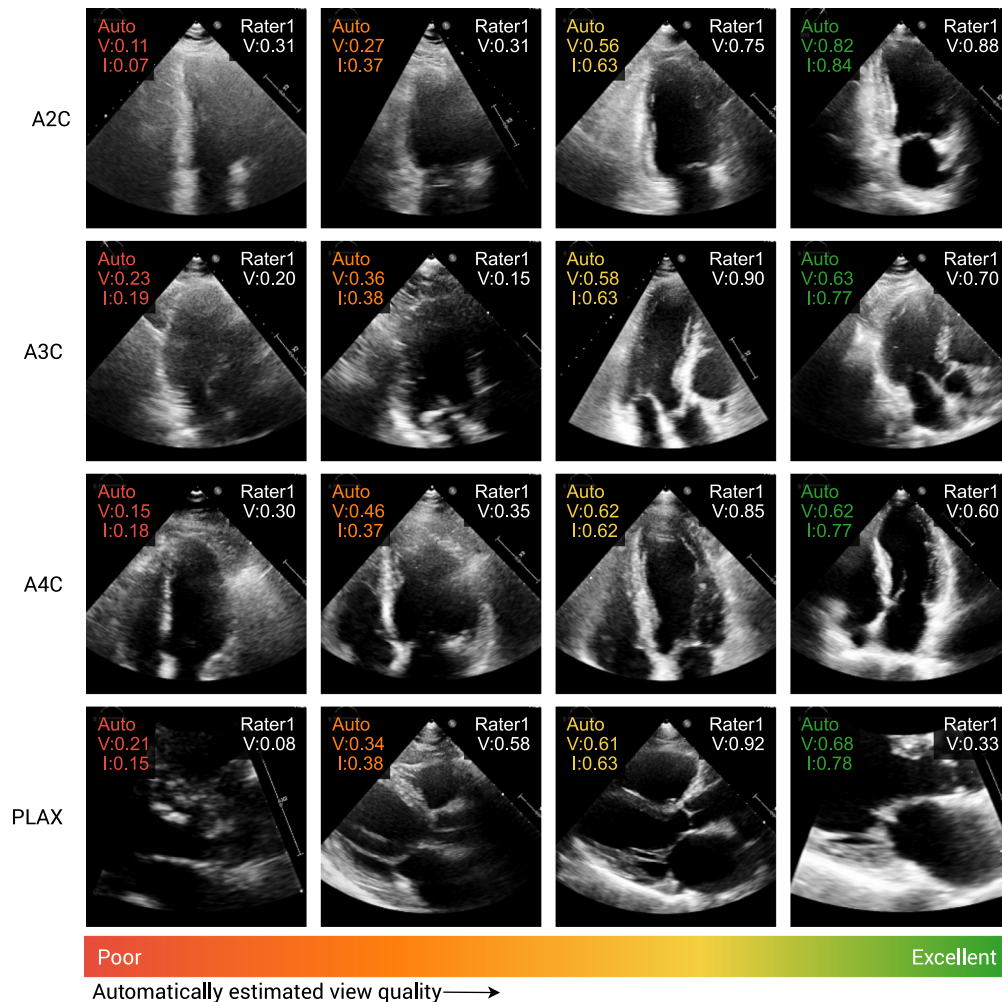 Auto
V:0.11
I:0.07
Rater1
V:0.31
Auto
V:0.27
I:0.37
Rater1
V:0.31
Auto
V:0.56
I:0.63
Rater1
V:0.75
Auto
V:0.82
I:0.84
Rater1
V:0.88
A2C
Auto
V:0.23
I:0.19
Rater1
V:0.20
Auto
V:0.36
I:0.38
Rater1
V:0.15
Auto
V:0.58
I:0.63
Rater1
V:0.90
Auto
V:0.63
I:0.77
Rater1
V:0.70
A3C
Auto
V:0.15
I:0.18
Rater1
V:0.30
Auto
V:0.46
I:0.37
Rater1
V:0.35
Auto
V:0.62
I:0.62
Rater1
V:0.85
Auto
V:0.62
I:0.77
Rater1
V:0.60
A4C
Auto
V:0.21
I:0.15
Rater1
V:0.08
Auto
V:0.34
I:0.38
Rater1
V:0.58
Auto
V:0.61
I:0.63
Rater1
V:0.92
Auto
V:0.68
I:0.78
Rater1
V:0.33
PLAX
Poor
Excellent
Automatically estimated view quality